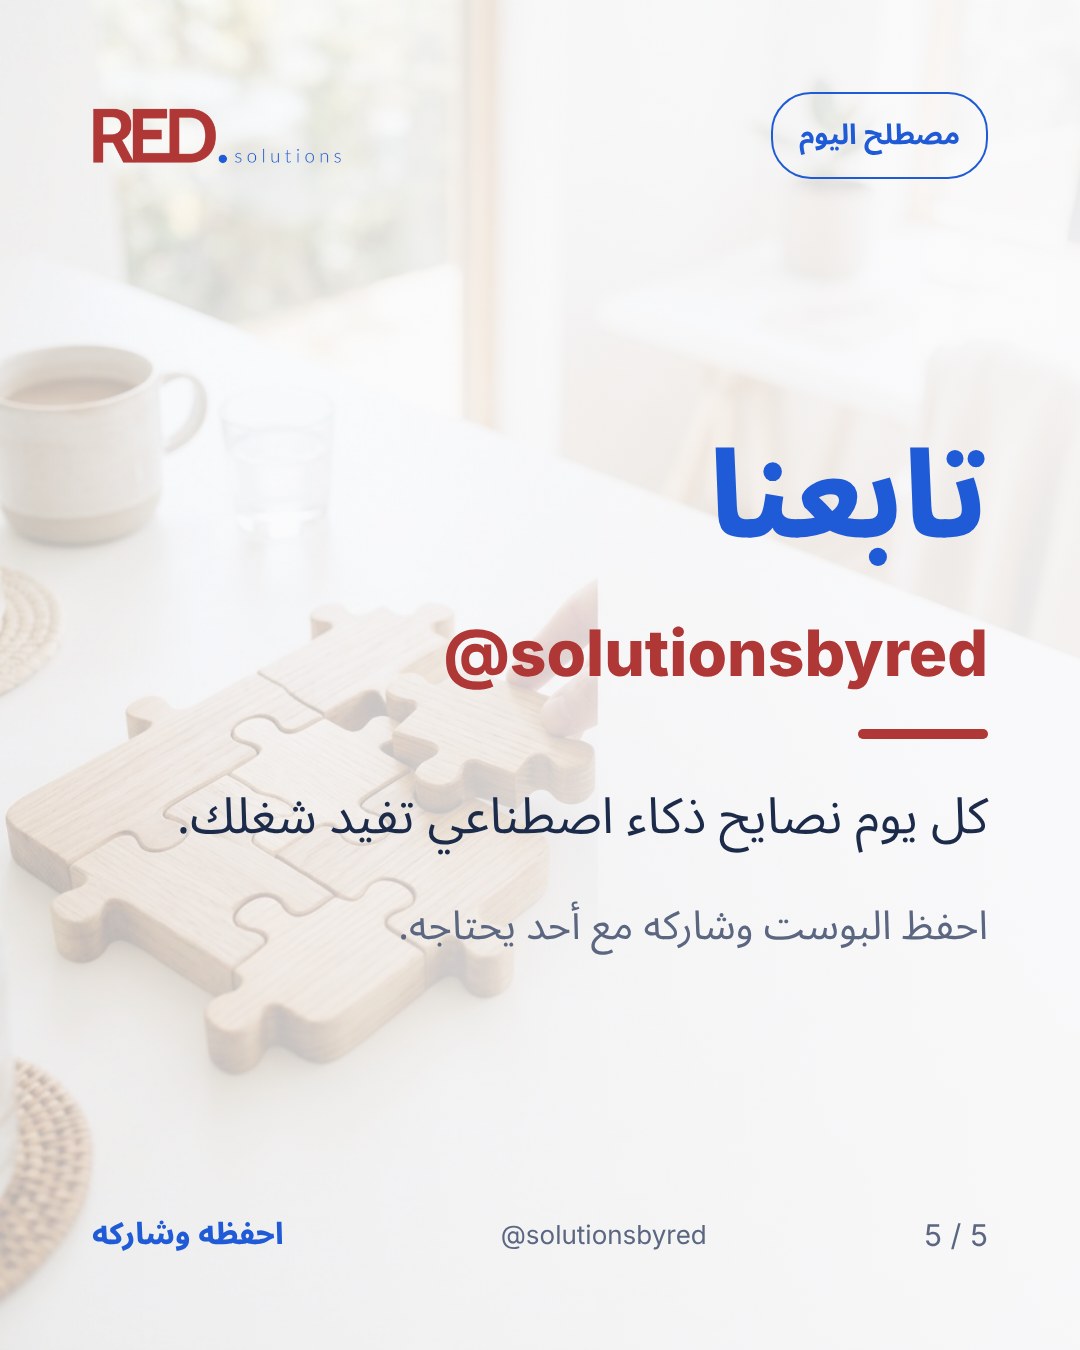 RED.solutions
مصطلح اليوم
تابعنا
@solutionsbyred
كل يوم نصايح ذكاء اصطناعي تفيد شغلك.
احفظ البوست وشاركه مع أحد يحتاجه.
5 / 5
@solutionsbyred
احفظه وشاركه